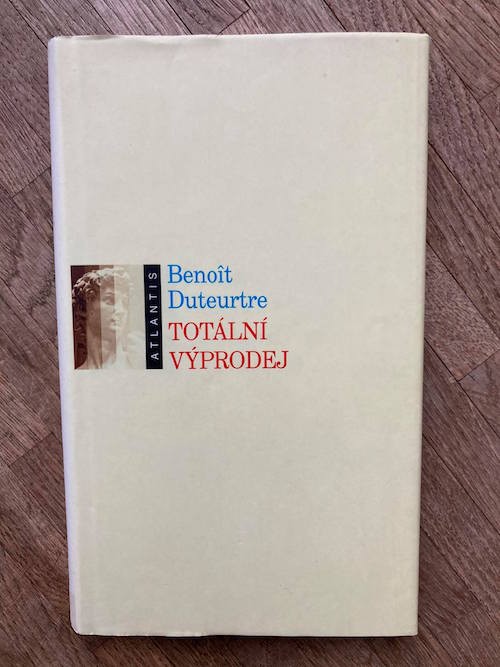 ATLANTIS
Benoît
Duteurtre
TOTÁLNÍ
VÝPRODEJ